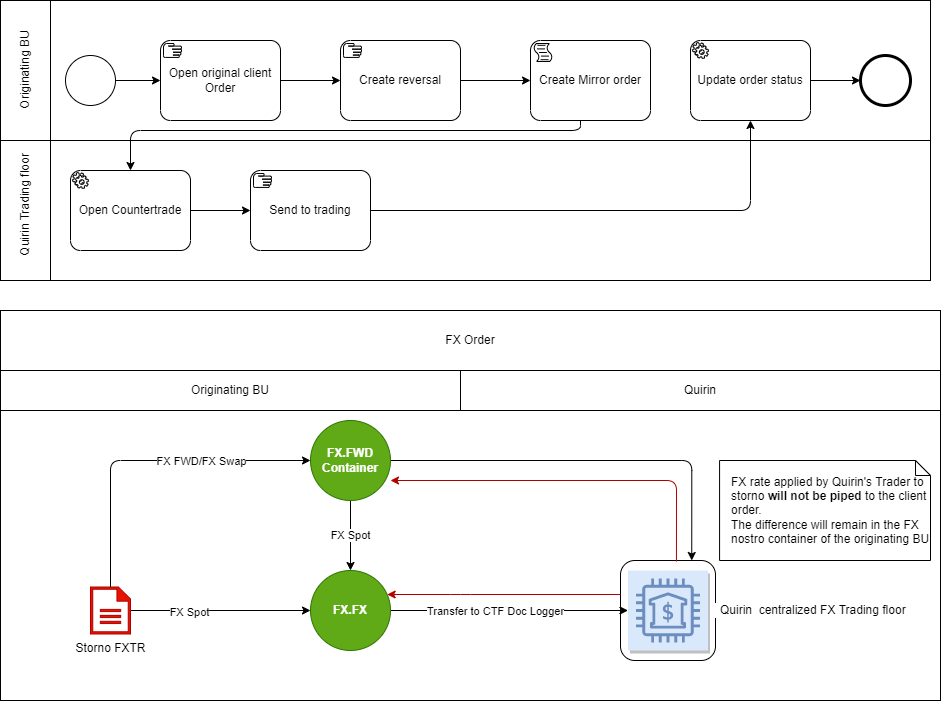 Originating BU
Open original client
Order
Create reversal
Create Mirror order
Update order status
Quirin Trading floor
Open Countertrade
Send to trading
FX Order
Originating BU
Quirin
FX FWD/FX Swap
FX.FWD
Container
FX rate applied by Quirin's Trader to
storno will not be piped to the client
order.
The difference will remain in the FX
nostro container of the originating BU
FX Spot
FX Spot
FX.FX
Transfer to CTF Doc Logger
$
Quirin  centralized FX Trading floor
Storno FXTR